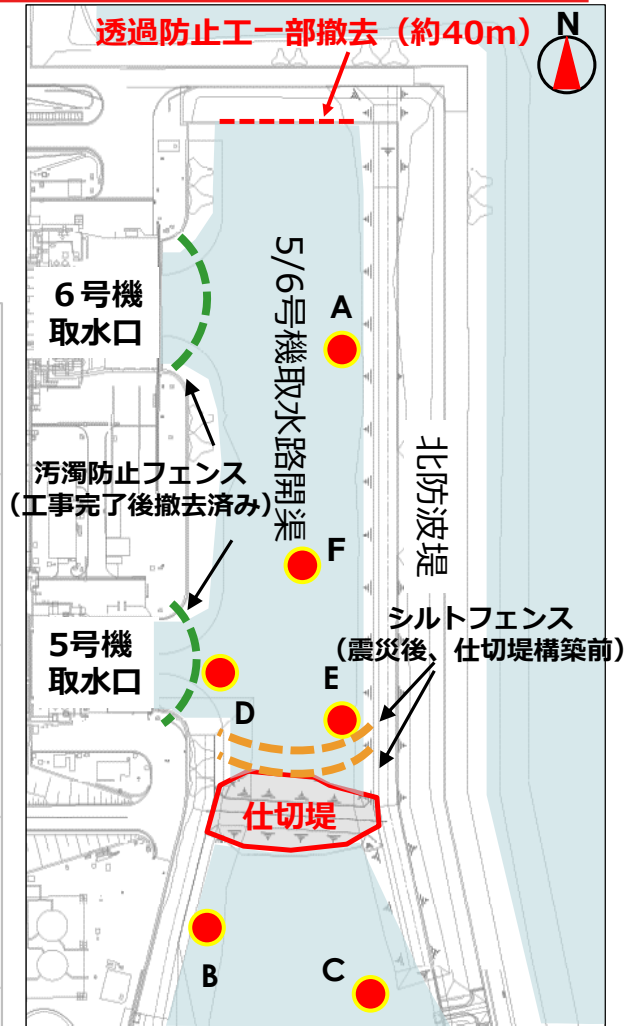 透過防止工一部撤去（約40m）
N
６号機
取水口
A
5/6号機取水路開渠
北防波堤
汚濁防止フェンス
（工事完了後撤去済み）
F
シルトフェンス
（震災後、仕切堤構築前）
5号機
取水口
E
D
仕切堤
B
C